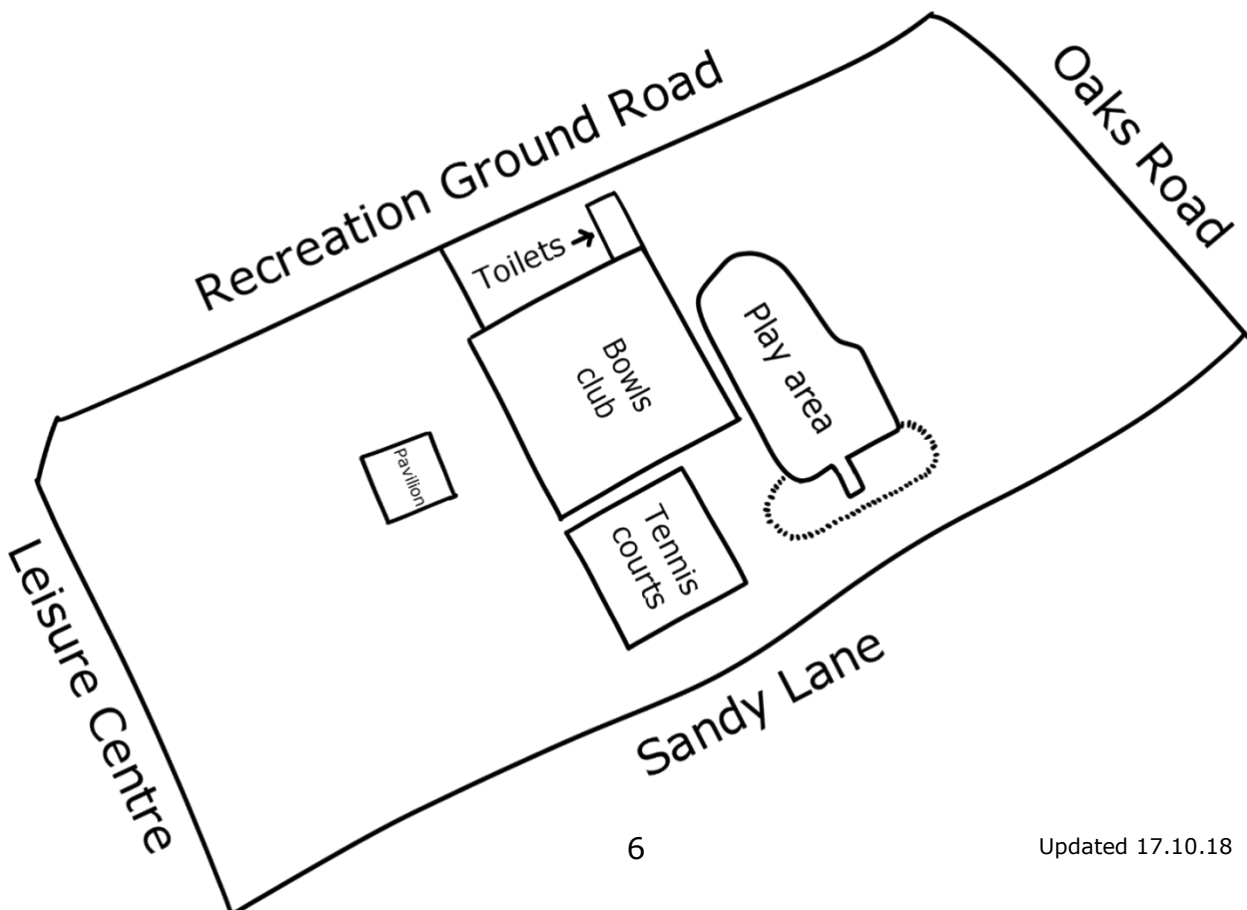 Recreation Ground Road
Oaks Road
Toilets
Bowls
club
Play area
Pavilion
Tennis
courts
Leisure Centre
Sandy Lane
6
Updated 17.10.18